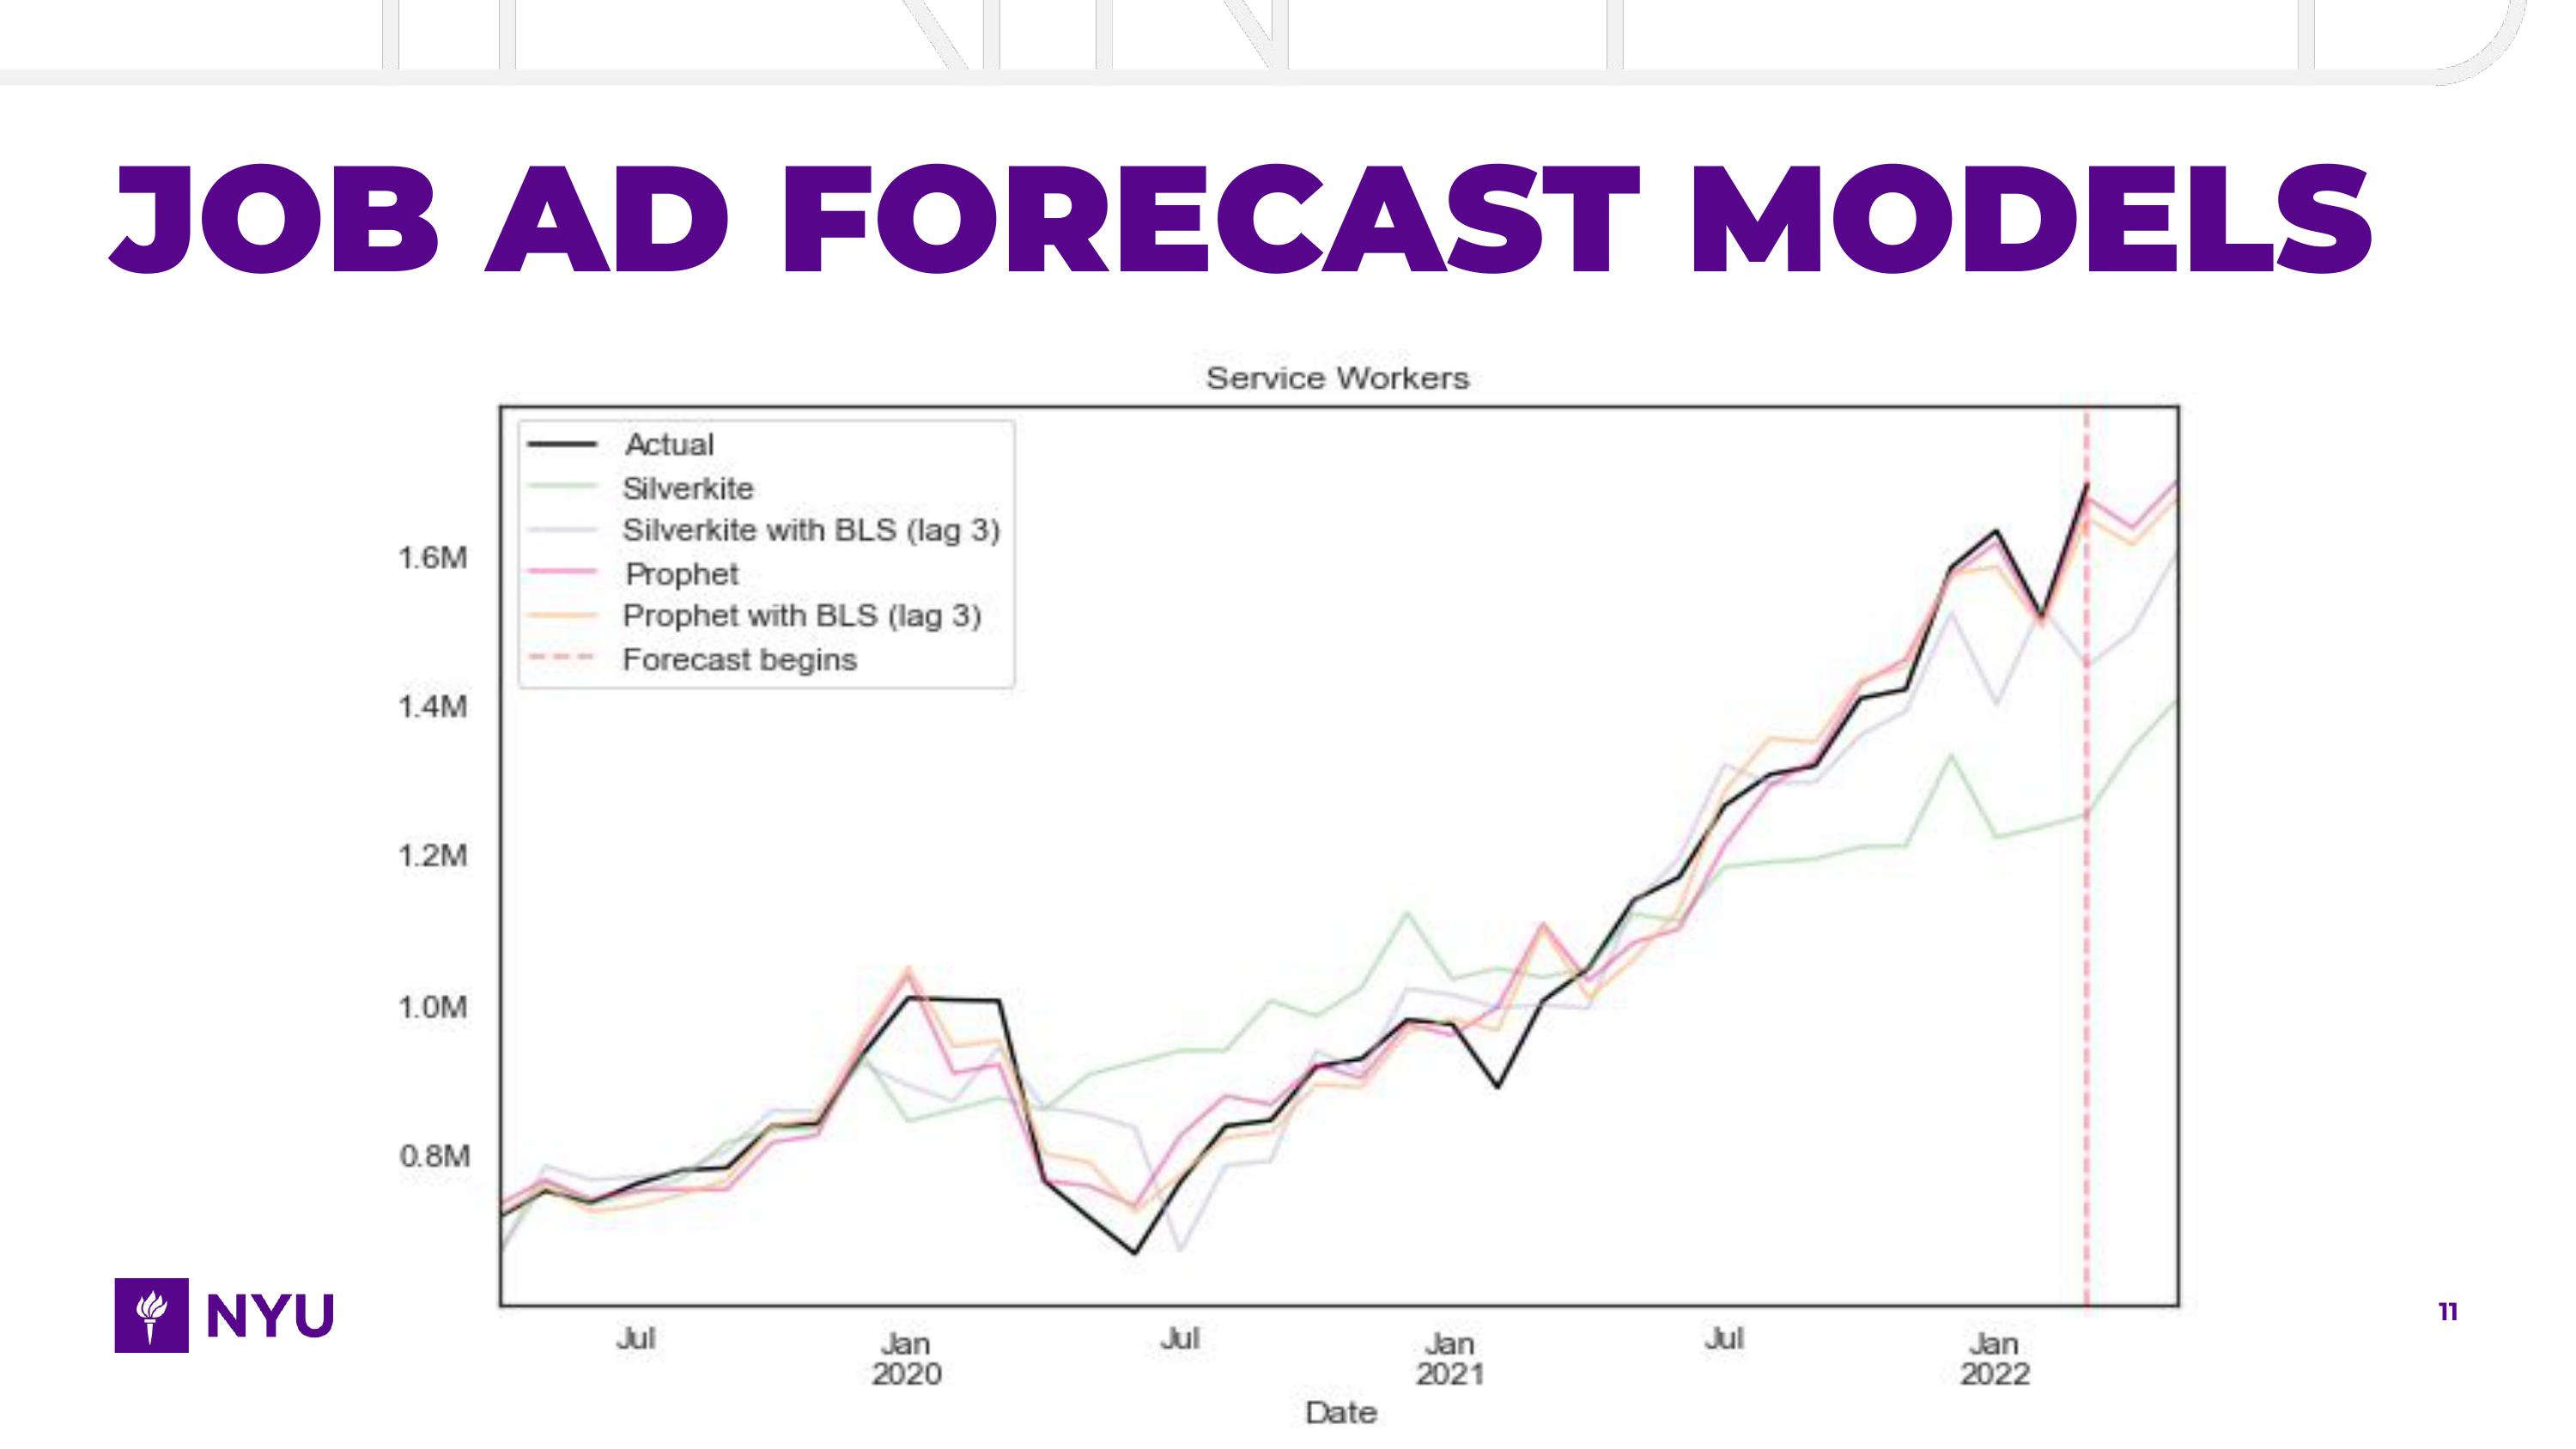 JOB AD FORECAST MODELS
Service Workers
Actual
Silverkite
Silverkite with BLS (lag 3)
Prophet
Prophet with BLS (lag 3)
Forecast begins
1.6M
1.4M
1.2M
1.0M
0.8M
Jul
Jan
2020
Jul
Jan
2021
Jul
Jan
2022
Date
NYU
11